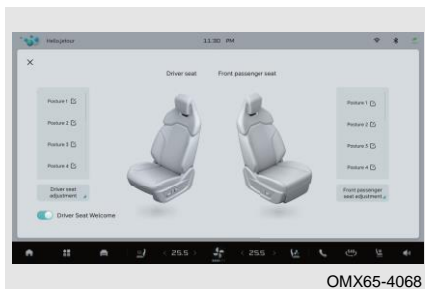 Hello,jetour 11:30 PM
Driver seat Front passenger seat
Posture 1 Posture 1
Posture 2 Posture 2
Posture 3 Posture 3
Posture 4 Posture 4
Driver seat adjustment
Front passenger seat adjustment
Driver Seat Welcome
25.5 25.5
OMX65-4068